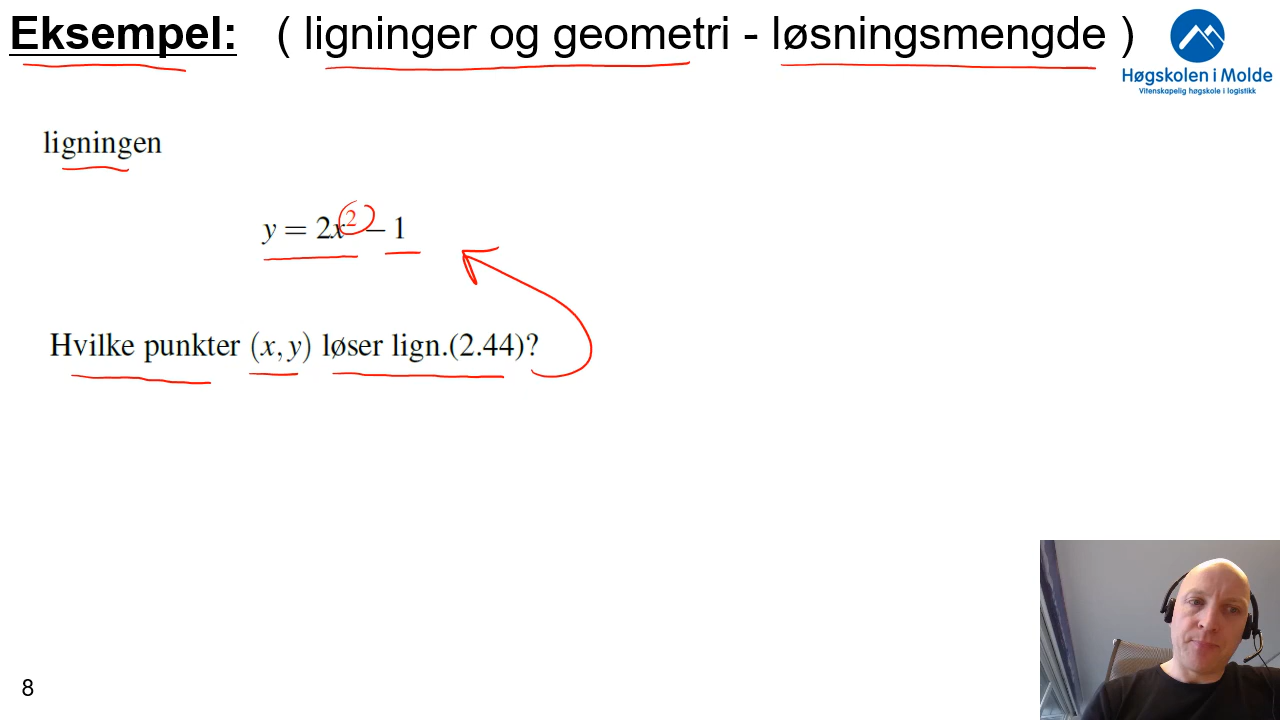 Eksempel: ( ligninger og geometri - løsningsmengde )
Høgskolen i Molde
Vitenskapelig høgskole i logistikk
ligningen
y = 2x² − 1
Hvilke punkter (x, y) løser lign.(2.44)?
8